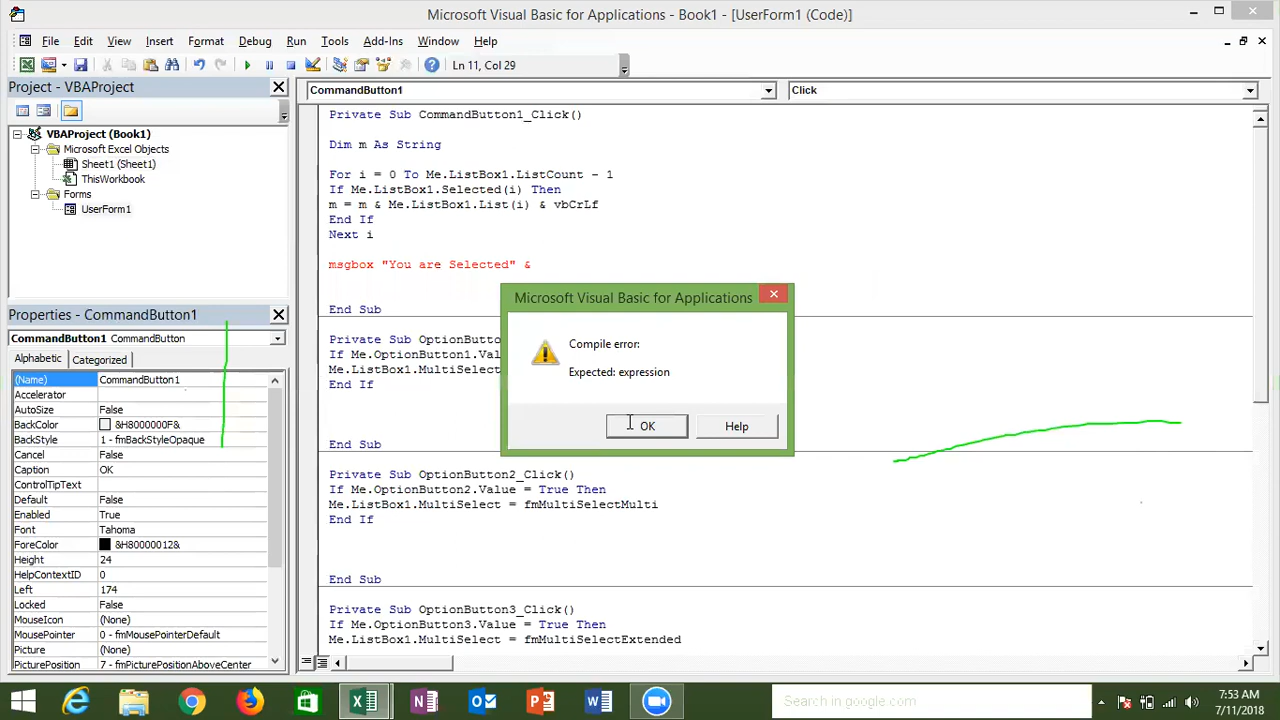 Microsoft Visual Basic for Applications - Book1 - [UserForm1 (Code)]
File Edit View Insert Format Debug Run Tools Add-Ins Window Help
Ln 11, Col 29
Project - VBAProject
VBAProject (Book1)
Microsoft Excel Objects
Sheet1 (Sheet1)
ThisWorkbook
Forms
UserForm1
Properties - CommandButton1
CommandButton1 CommandButton
Alphabetic Categorized
(Name) CommandButton1
Accelerator
AutoSize False
BackColor &H8000000F&
BackStyle 1 - fmBackStyleOpaque
Cancel False
Caption OK
ControlTipText
Default False
Enabled True
Font Tahoma
ForeColor &H80000012&
Height 24
HelpContextID 0
Left 174
Locked False
MouseIcon (None)
MousePointer 0 - fmMousePointerDefault
Picture (None)
PicturePosition 7 - fmPicturePositionAboveCenter
CommandButton1 Click
Private Sub CommandButton1_Click()
Dim m As String
For i = 0 To Me.ListBox1.ListCount - 1
If Me.ListBox1.Selected(i) Then
m = m & Me.ListBox1.List(i) & vbCrLf
End If
Next i
msgbox "You are Selected" &
End Sub
Private Sub OptionButto
If Me.OptionButton1.Va
Me.ListBox1.MultiSelec
End If
End Sub
Private Sub OptionButton2_Click()
If Me.OptionButton2.Value = True Then
Me.ListBox1.MultiSelect = fmMultiSelectMulti
End If
End Sub
Private Sub OptionButton3_Click()
If Me.OptionButton3.Value = True Then
Me.ListBox1.MultiSelect = fmMultiSelectExtended
Microsoft Visual Basic for Applications
Compile error:
Expected: expression
OK Help
Search in google.com
7:53 AM
7/11/2018